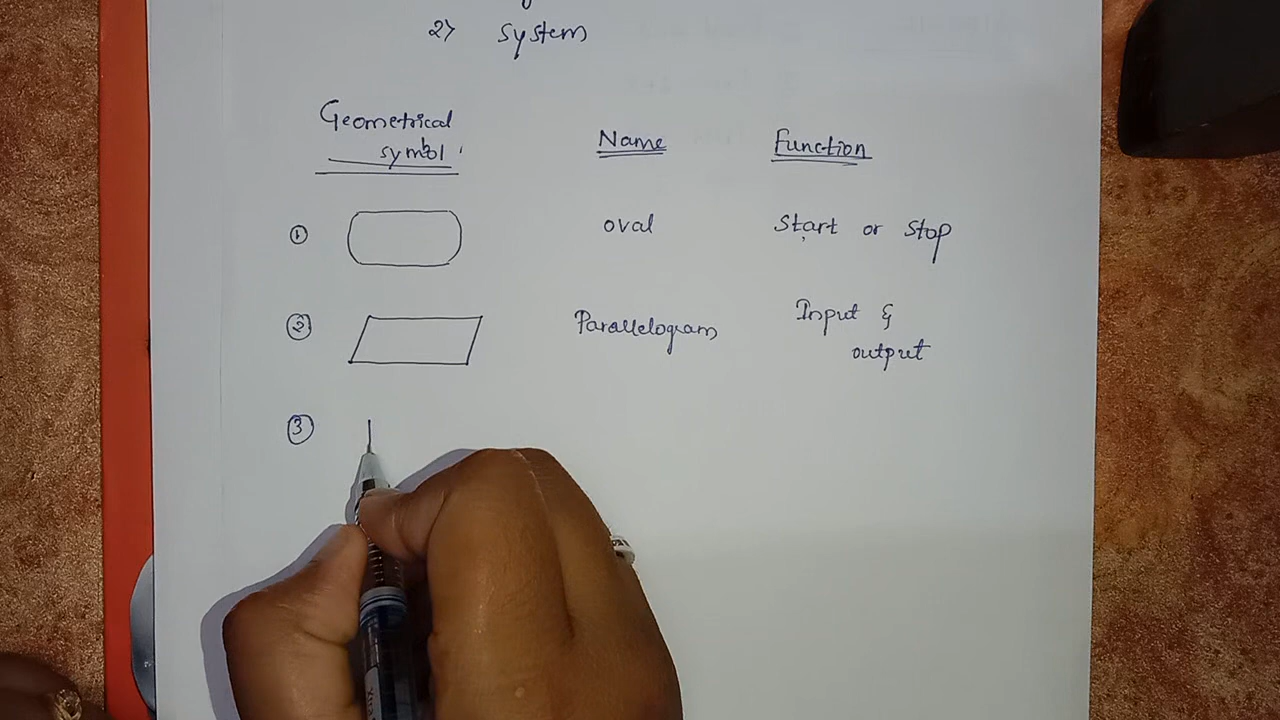 2) system
Geometrical Name Function
symbol
① oval Start or stop
② Parallelogram Input &
output
③